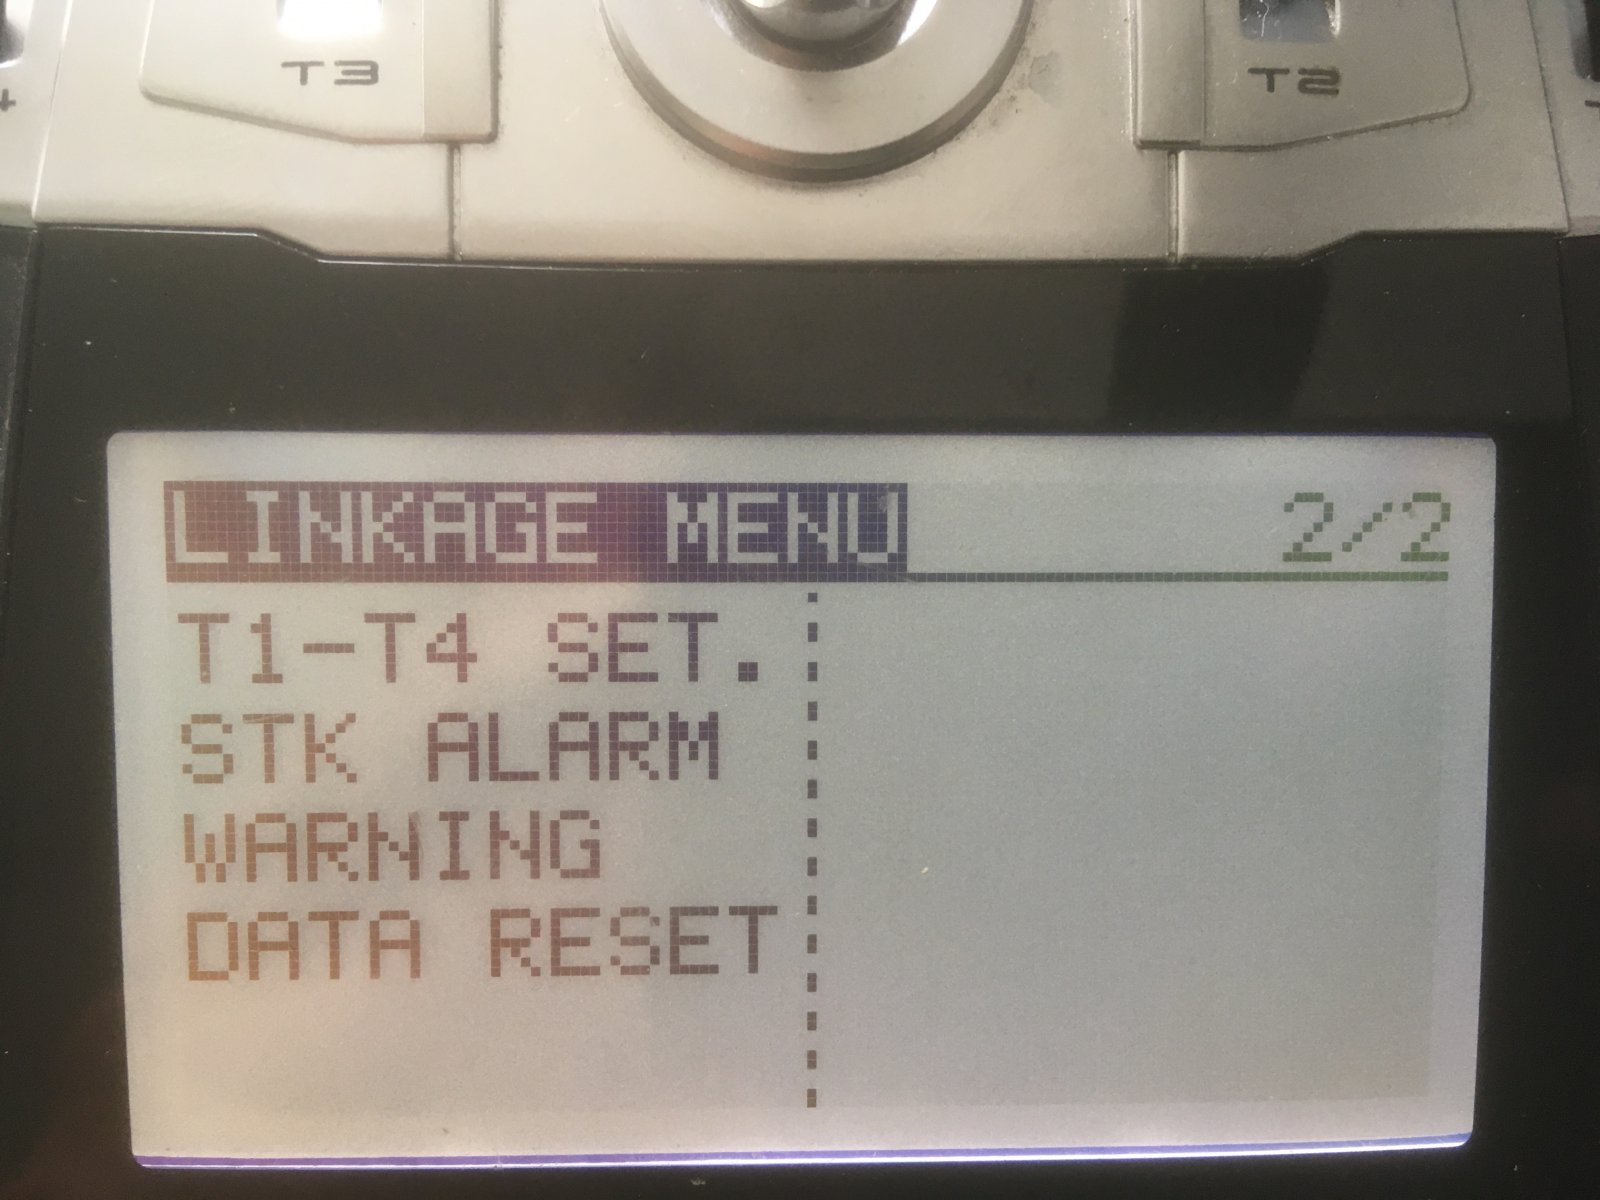 T3
T2
LINKAGE MENU 2/2
T1-T4 SET.
STK ALARM
WARNING
DATA RESET